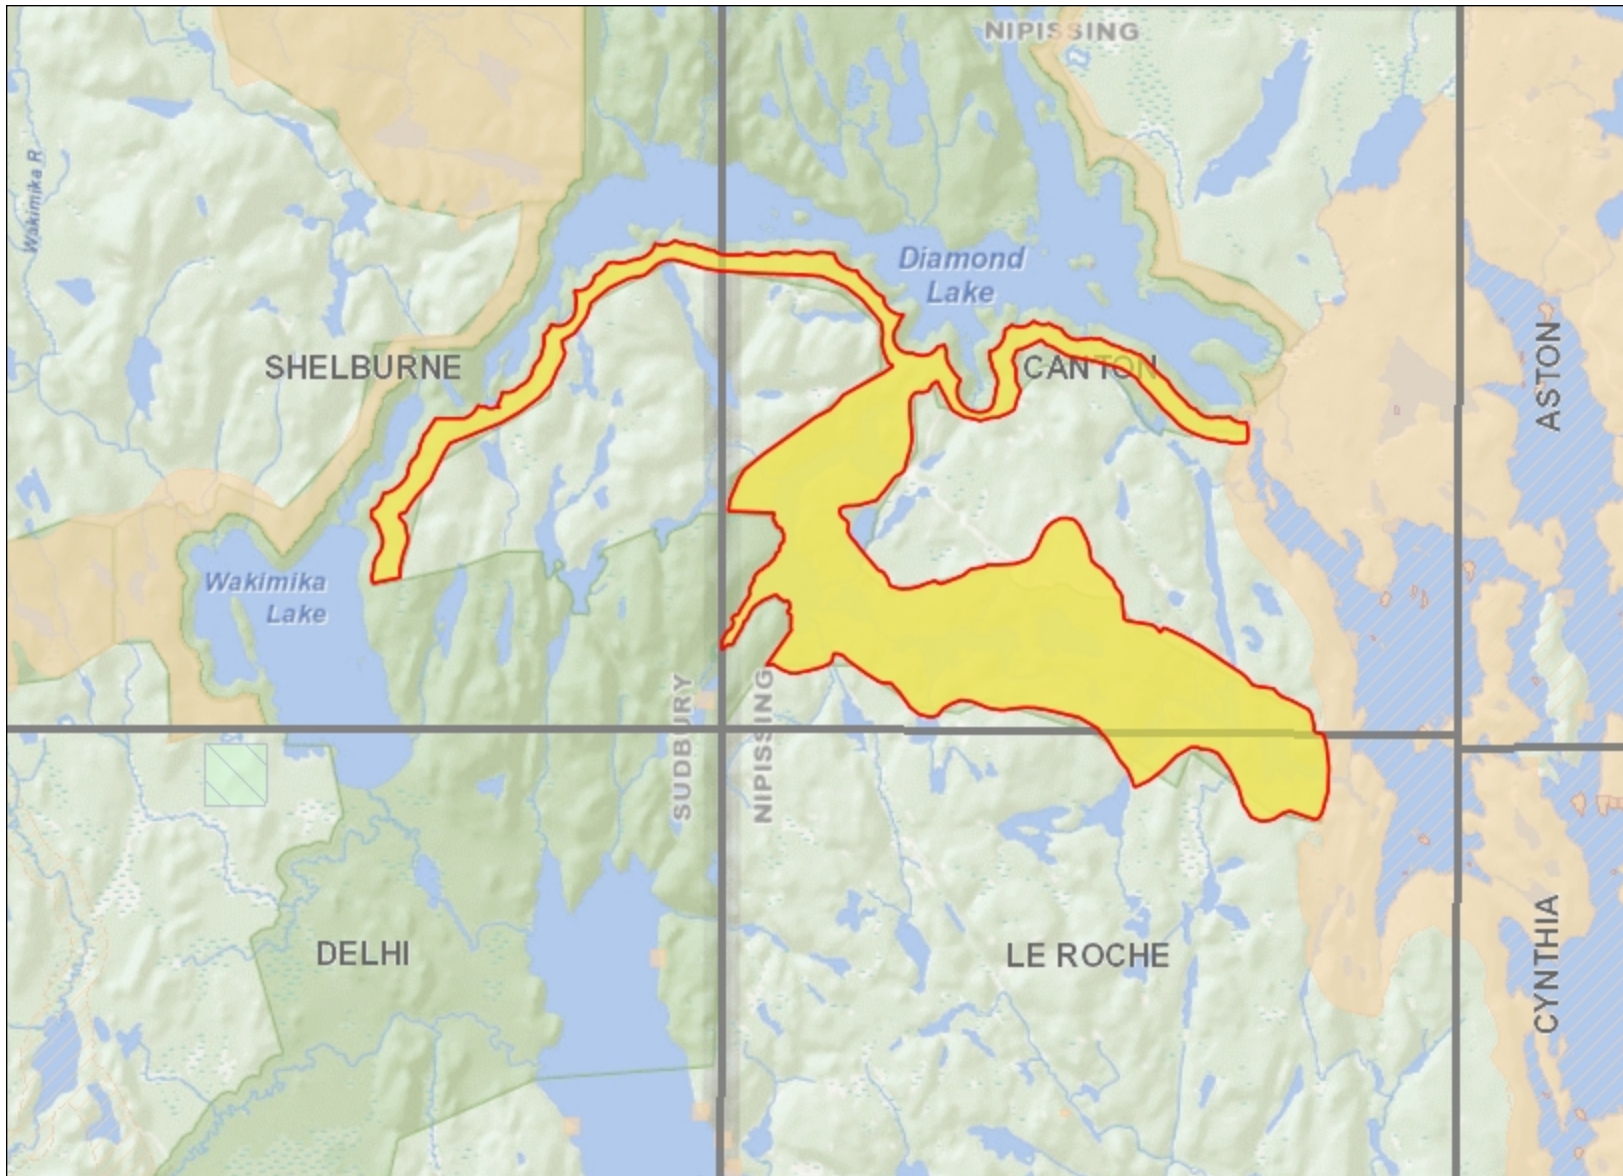 NIPISSING
Wakimika R
Diamond
Lake
SHELBURNE
CANTON
ASTON
Wakimika
Lake
SUDBURY
NIPISSING
DELHI
LE ROCHE
CYNTHIA